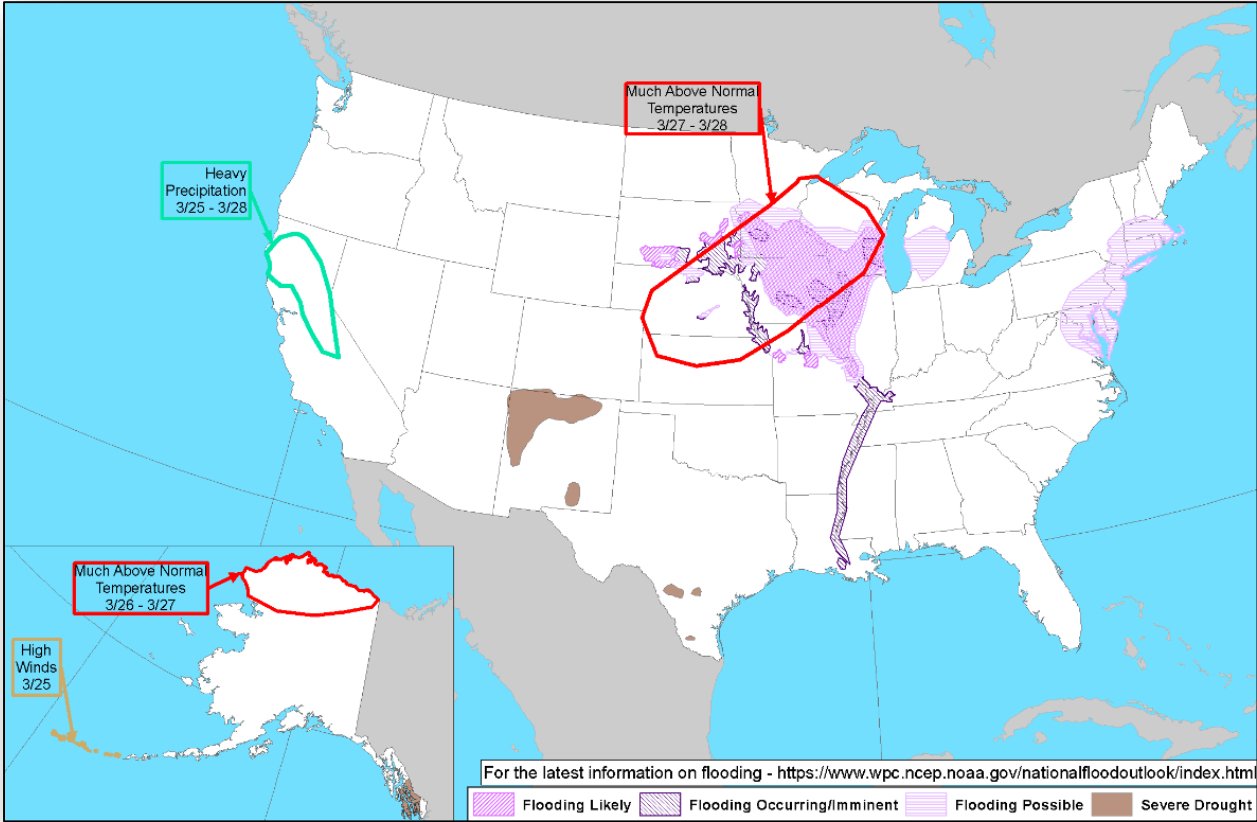 Much Above Normal
Temperatures
3/27 - 3/28
Heavy
Precipitation
3/25 - 3/28
Much Above Normal
Temperatures
3/26 - 3/27
High
Winds
3/25
For the latest information on flooding - https://www.wpc.ncep.noaa.gov/nationalfloodoutlook/index.html
Flooding Likely
Flooding Occurring/Imminent
Flooding Possible
Severe Drought